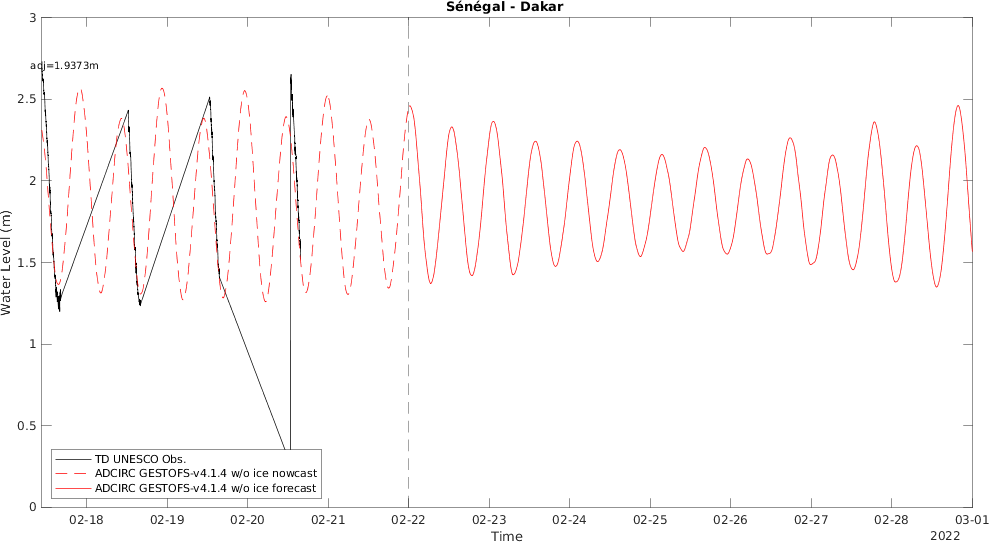 Sénégal - Dakar
adj=1.9373m
3
2.5
2
1.5
1
0.5
0
Water Level (m)
TD UNESCO Obs.
ADCIRC GESTOFS-v4.1.4 w/o ice nowcast
ADCIRC GESTOFS-v4.1.4 w/o ice forecast
02-18 02-19 02-20 02-21 02-22 02-23 02-24 02-25 02-26 02-27 02-28 03-01
Time
2022